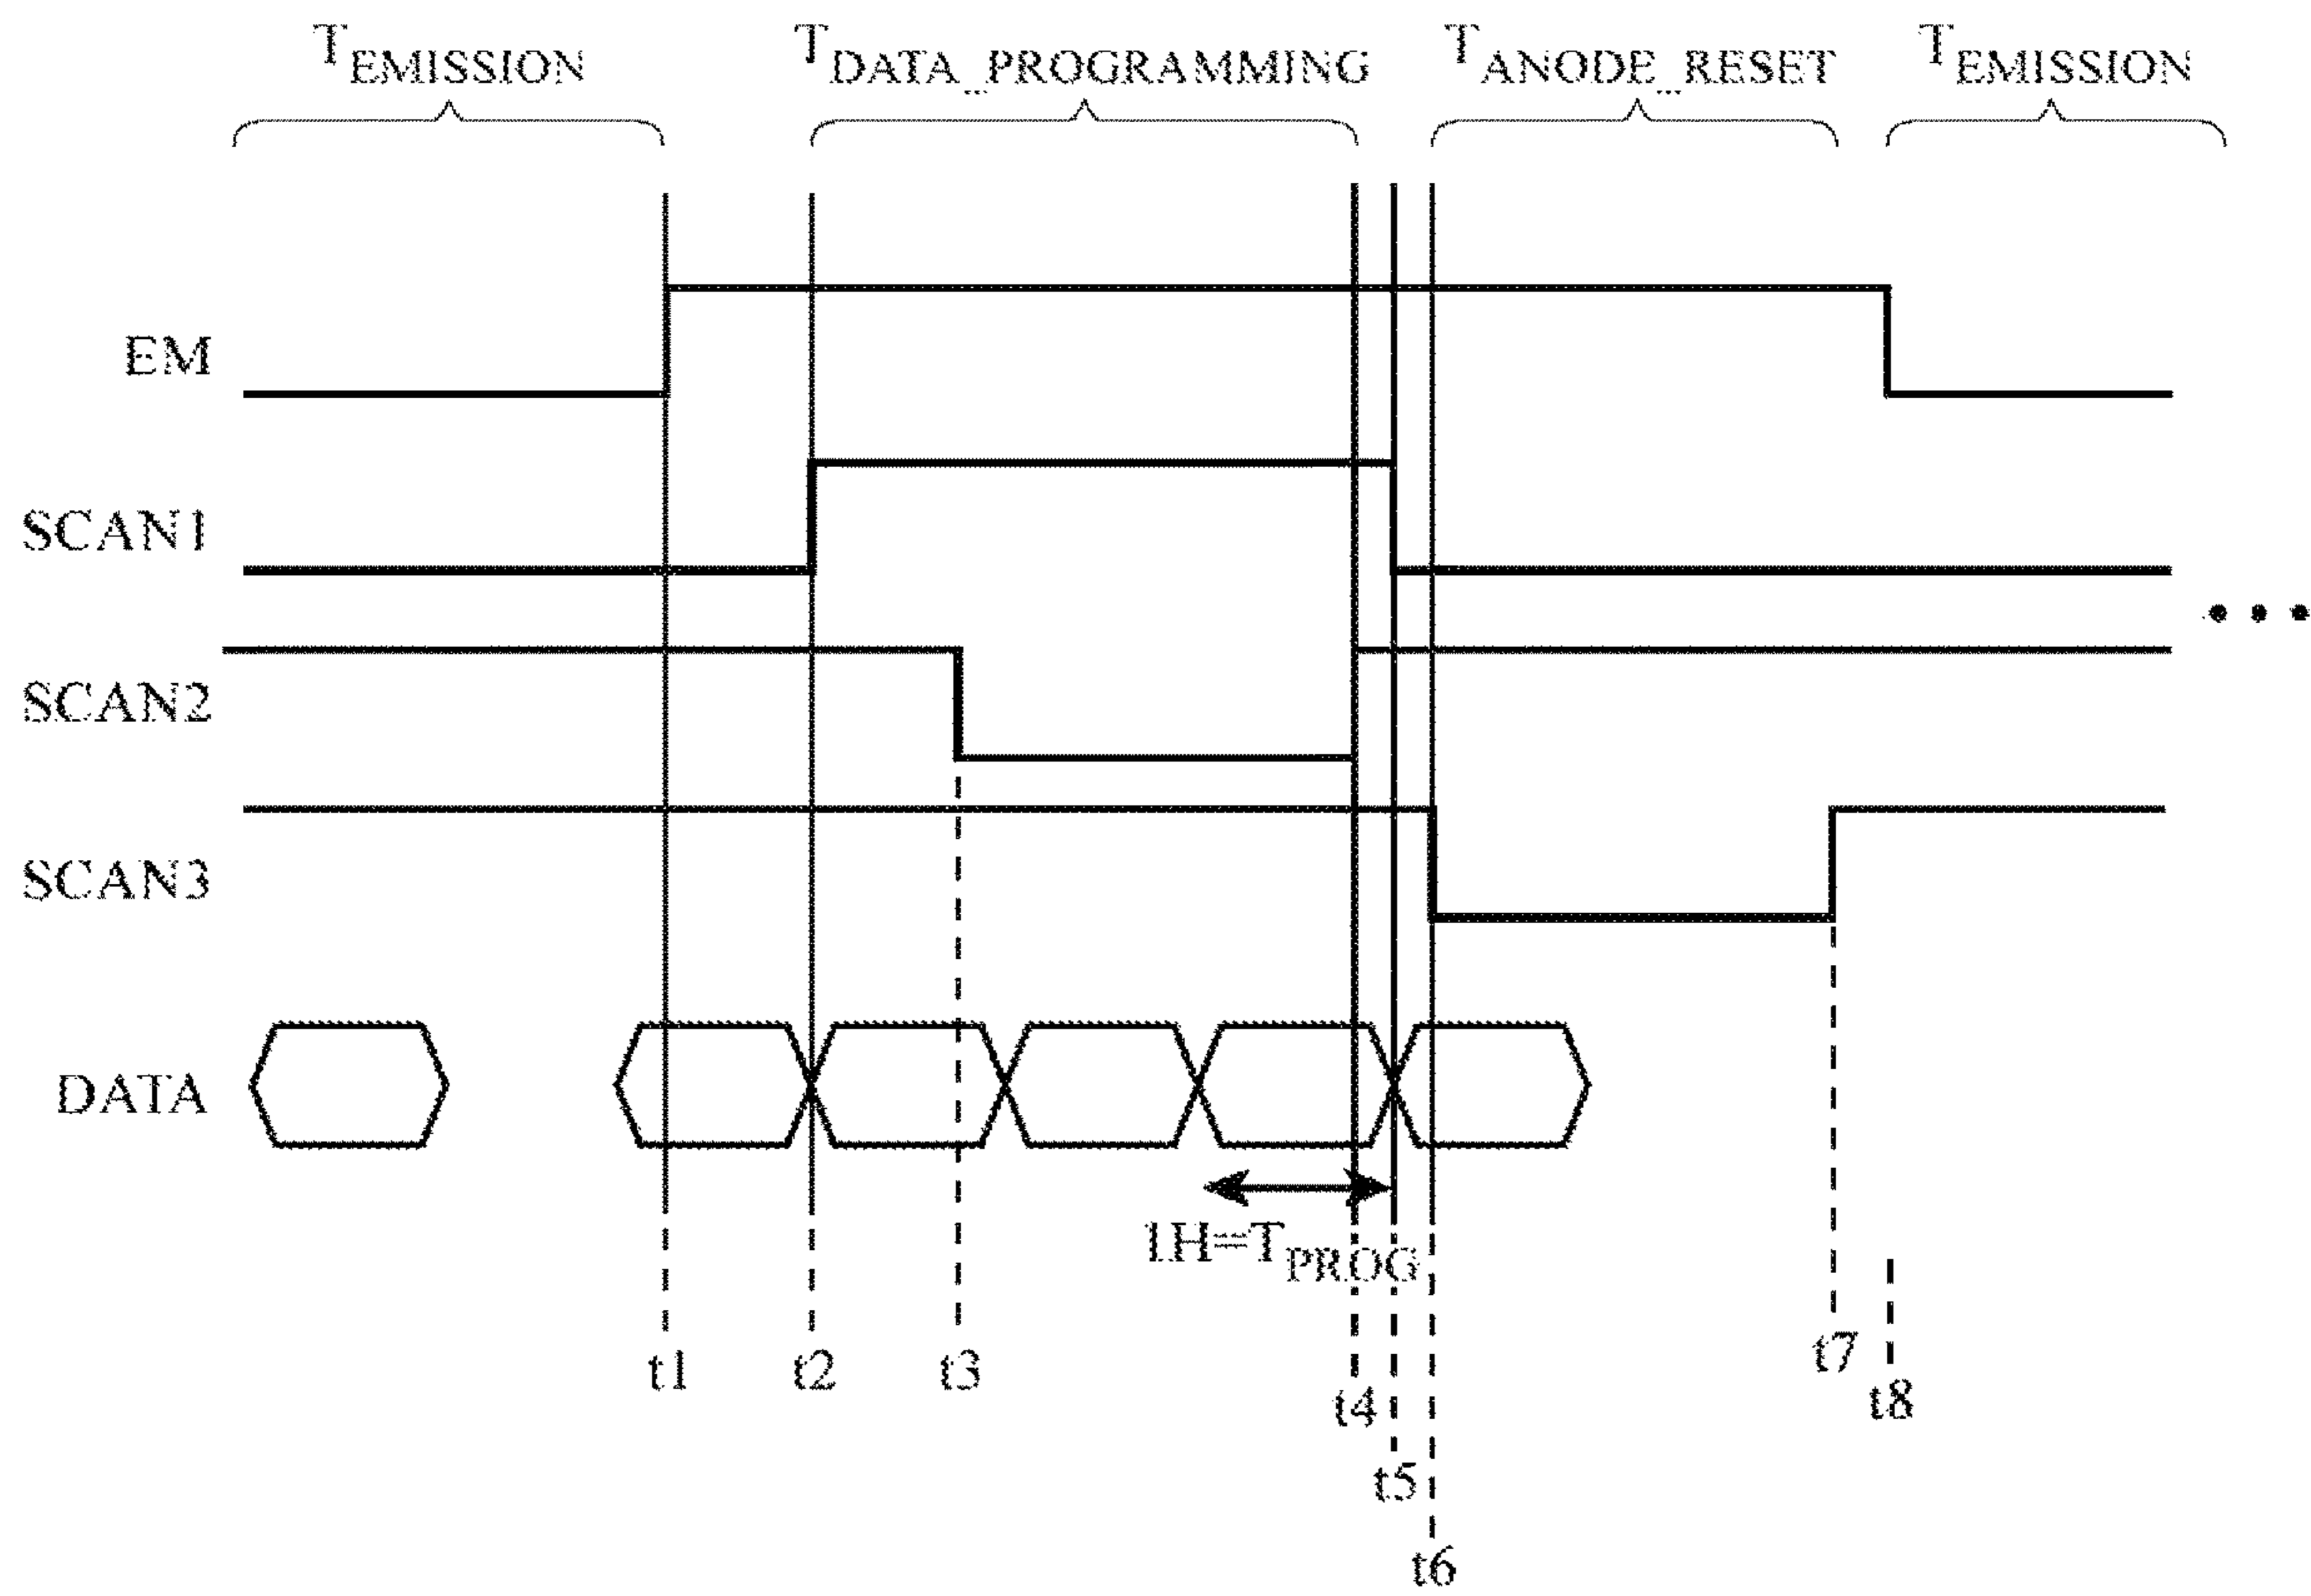 TEMISSION TDATA_PROGRAMMING TANODE_RESET TEMISSION
EM
SCAN1
SCAN2
SCAN3
DATA
1H=TPROG
t1 t2 t3 t4 t5 t6 t7 t8